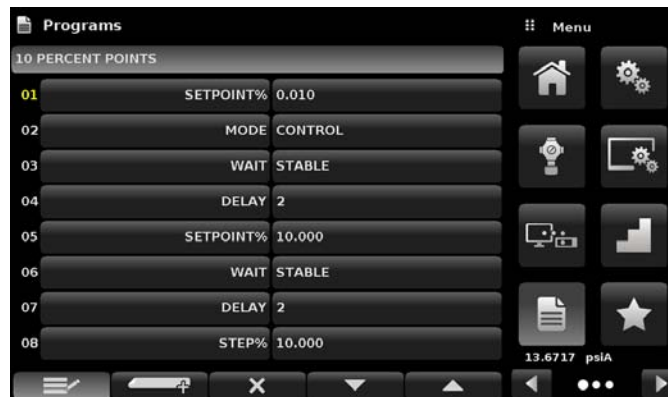 Programs
Menu
10 PERCENT POINTS
01 SETPOINT% 0.010
02 MODE CONTROL
03 WAIT STABLE
04 DELAY 2
05 SETPOINT% 10.000
06 WAIT STABLE
07 DELAY 2
08 STEP% 10.000
13.6717 psiA